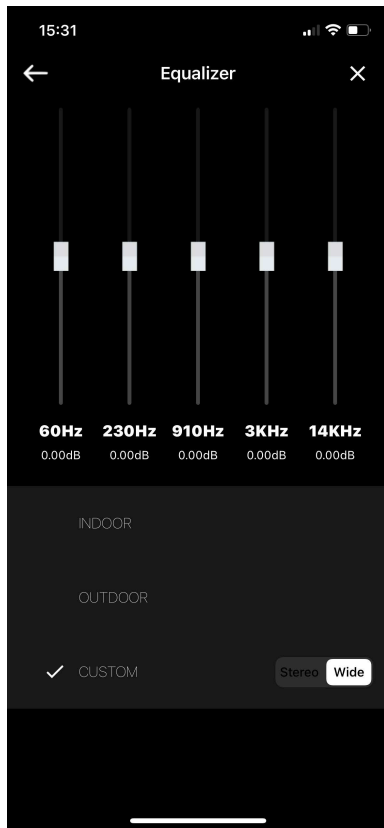 15:31
Equalizer
60Hz 230Hz 910Hz 3KHz 14KHz
0.00dB 0.00dB 0.00dB 0.00dB 0.00dB
INDOOR
OUTDOOR
CUSTOM Stereo Wide